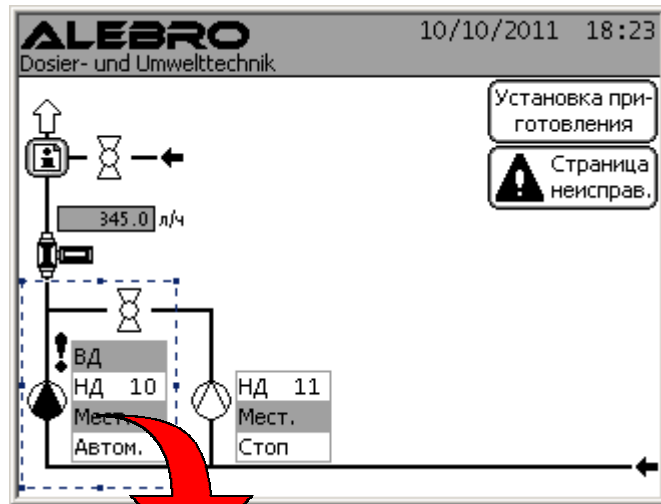 ALEBRO
10/10/2011 18:23
Dosier- und Umwelttechnik
Установка при-
готовления
Страница
неисправ.
345.0 л/ч
ВД
НД 10
Мест.
Автом.
НД 11
Мест.
Стоп